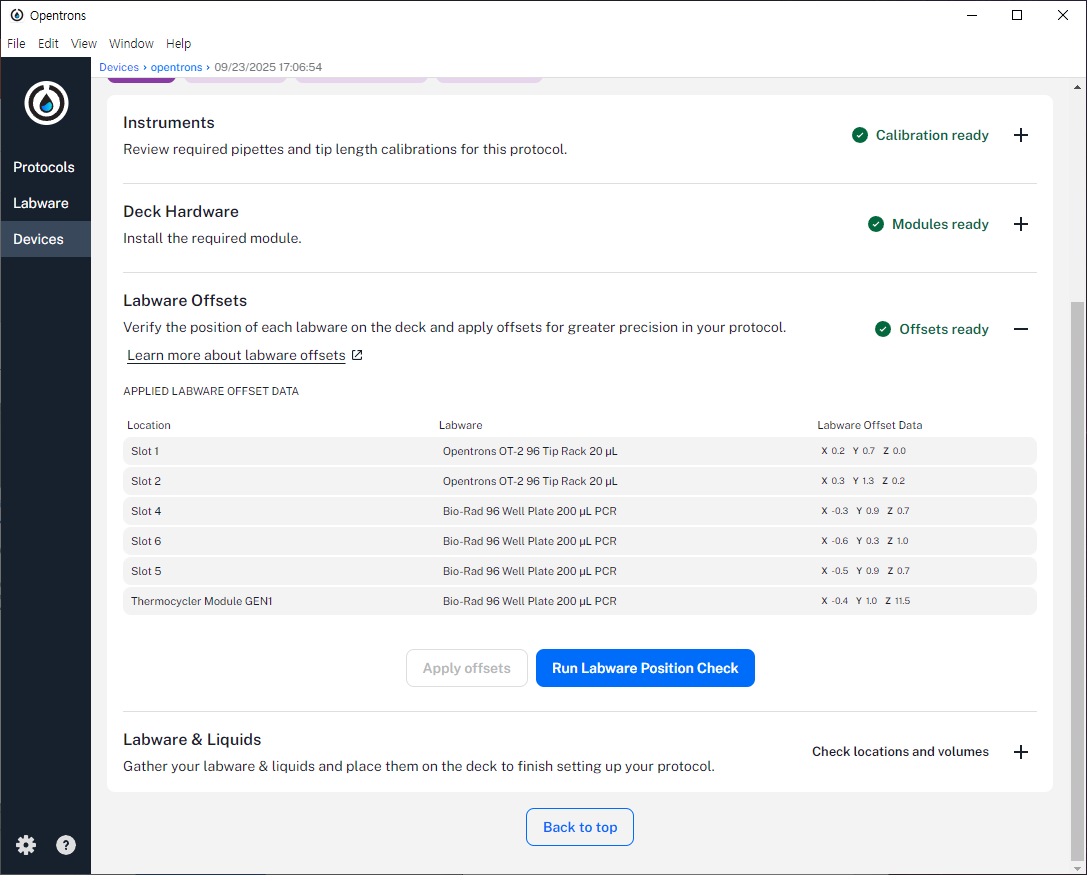 Opentrons
File Edit View Window Help
Devices › opentrons › 09/23/2025 17:06:54
Protocols
Labware
Devices
Instruments
Review required pipettes and tip length calibrations for this protocol.
Calibration ready
Deck Hardware
Install the required module.
Modules ready
Labware Offsets
Verify the position of each labware on the deck and apply offsets for greater precision in your protocol.
Learn more about labware offsets
Offsets ready
APPLIED LABWARE OFFSET DATA
Location Labware Labware Offset Data
Slot 1 Opentrons OT-2 96 Tip Rack 20 µL X 0.2 Y 0.7 Z 0.0
Slot 2 Opentrons OT-2 96 Tip Rack 20 µL X 0.3 Y 1.3 Z 0.2
Slot 4 Bio-Rad 96 Well Plate 200 µL PCR X -0.3 Y 0.9 Z 0.7
Slot 6 Bio-Rad 96 Well Plate 200 µL PCR X -0.6 Y 0.3 Z 1.0
Slot 5 Bio-Rad 96 Well Plate 200 µL PCR X -0.5 Y 0.9 Z 0.7
Thermocycler Module GEN1 Bio-Rad 96 Well Plate 200 µL PCR X -0.4 Y 1.0 Z 11.5
Apply offsets Run Labware Position Check
Labware & Liquids
Gather your labware & liquids and place them on the deck to finish setting up your protocol.
Check locations and volumes
Back to top
?